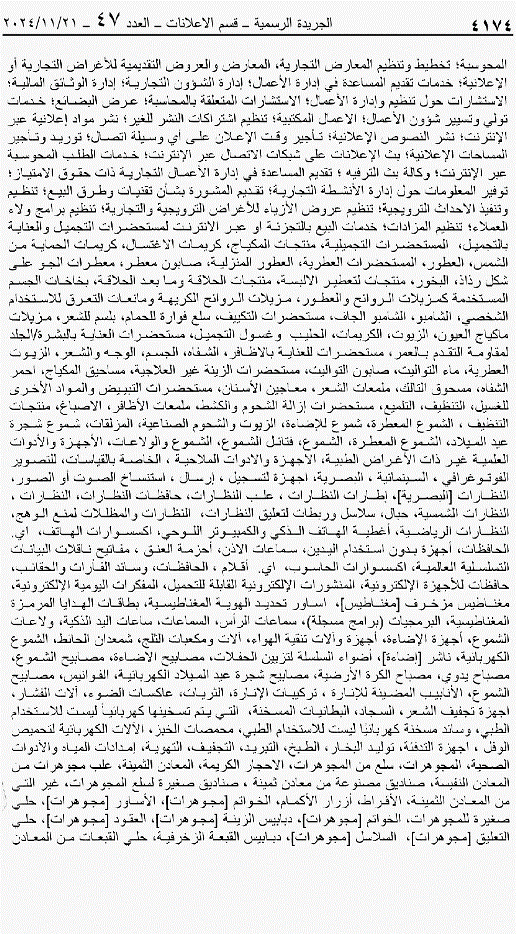 ٤١٧٤ الجريدة الرسمية ــ قسم الاعلانات ــ العدد ٤٧ ــ ٢٠٢٤/١١/٢١
المحوسبة؛ تخطيط وتنظيم المعارض التجارية، المعارض والعروض التقديمية للأغراض التجارية أو
الإعلانية؛ خدمات تقديم المساعدة في إدارة الأعمال؛ إدارة الشؤون التجارية؛ إدارة الوثائق المالية؛
الاستشارات حول تنظيم وإدارة الأعمال؛ الاستشارات المتعلقة بالمحاسبة؛ عرض البضائع؛ خدمات
تولي وتسيير شؤون الأعمال؛ الاعمال المكتبية؛ تنظيم اشتراكات النشر للغير؛ نشر مواد إعلانية عبر
الإنترنت؛ نشر النصوص الإعلانية؛ تأجير وقت الإعلان على أي وسيلة اتصال؛ توريد وتأجير
المساحات الإعلانية؛ بث الإعلانات على شبكات الاتصال عبر الإنترنت؛ خدمات الطلب المحوسبة
عبر الإنترنت؛ وكالة بث الترفيه ؛ تقديم المساعدة في إدارة الأعمال التجارية ذات حقوق الامتياز؛
توفير المعلومات حول إدارة الأنشطة التجارية؛ تقديم المشورة بشأن تقنيات وطرق البيع؛ تنظيم
وتنفيذ الاحداث الترويجية؛ تنظيم عروض الأزياء للأغراض الترويجية والتجارية؛ تنظيم برامج ولاء
العملاء؛ تنظيم المزادات؛ خدمات البيع بالتجزئة او عبر الانترنت لمستحضرات التجميل والعناية
بالتجميل، المستحضرات التجميلية، منتجات المكياج، كريمات الاغتسال، كريمات الحماية من
الشمس، العطور، المستحضرات العطرية، العطور المنزلية، صابون معطر، معطرات الجو على
شكل رذاذ، البخور، منتجات لتعطير الالبسة، منتجات الحلاقة وما بعد الحلاقة، بخاخات الجسم
المستخدمة كمزيلات الروائح والعطور، مزيلات الروائح الكريهة ومانعات التعرق للاستخدام
الشخصي، الشامبو، الشامبو الجاف، مستحضرات التكييف، سلع فوارة للحمام، بلسم للشعر، مزيلات
ماكياج العيون، الزيوت، الكريمات، الحليب وغسول التجميل، مستحضرات العناية بالبشرة/الجلد
لمقاومة التقدم بالعمر، مستحضرات للعناية بالاظافر، الشفاه، الجسم، الوجه والشعر، الزيوت
العطرية، ماء التواليت، صابون التواليت، مستحضرات الزينة غير العلاجية، مساحيق المكياج، احمر
الشفاه، مسحوق التالك، ملمعات الشعر، معاجين الأسنان، مستحضرات التبييض والمواد الأخرى
للغسيل، التنظيف، التلميع، مستحضرات إزالة الشحوم والكشط، ملمعات الأظافر، الاصباغ، منتجات
التنظيف ، الشموع المعطرة، شموع للإضاءة، الزيوت والشحوم الصناعية، المزلقات، شموع شجرة
عيد الميلاد، الشموع المعطرة، الشموع، فتائل الشموع، الشموع والولاعات، الأجهزة والأدوات
العلمية غير ذات الأغراض الطبية، الاجهزة والادوات الملاحية ، الخاصة بالقياسات، للتصوير
الفوتوغرافي ، السينمائية ، البصرية، اجهزة لتسجيل ، إرسال ، استنساخ الصوت أو الصور،
النظارات [البصرية]، إطارات النظارات ، علب النظارات، حافظات النظارات، النظارات ،
النظارات الشمسية، حبال، سلاسل وربطات لتعليق النظارات، النظارات والمظلات لمنع الوهج،
النظارات الرياضية، أغطية الهاتف الذكي والكمبيوتر اللوحي، اكسسوارات الهاتف، اي.
الحافظات، أجهزة بدون استخدام اليدين، سماعات الاذن، أحزمة العنق ، مفاتيح ناقلات البيانات
التسلسلية العالمية، اكسسوارات الحاسوب، اي. أقلام ، الحافظات، وسائد الفأرات والحقائب،
حافظات للأجهزة الإلكترونية، المنشورات الإلكترونية القابلة للتحميل، المفكرات اليومية الإلكترونية،
مغناطيس مزخرف [مغناطيس]، اساور تحديد الهوية المغناطيسية، بطاقات الهدايا المرمزة
المغناطيسية، البرمجيات (برامج مسجلة)، سماعات الرأس، السماعات، ساعات اليد الذكية، ولاعات
الشموع، أجهزة الإضاءة، أجهزة وآلات تنقية الهواء، آلات ومكعبات الثلج، شمعدان الحائط، الشموع
الكهربائية، ناشر [اضاءة]، أضواء السلسلة لتزيين الحفلات، مصابيح الاضاءة، مصابيح الشموع،
مصباح يدوي، مصباح الكرة الأرضية، مصابيح شجرة عيد الميلاد الكهربائية، الفوانيس، مصابيح
الشموع، الأنابيب المضيئة للإنارة ، تركيبات الإنارة، الثريات، عاكسات الضوء، آلات الفشار،
اجهزة تجفيف الشعر، السجاد، البطانيات المسخنة، التي يتم تسخينها كهربائياً ليست للاستخدام
الطبي، وسائد مسخنة كهربائيا ليست للاستخدام الطبي، محمصات الخبز، الآلات الكهربائية لتحميص
الوفل ، اجهزة التدفئة، توليد البخار، الطبخ، التبريد، التجفيف، التهوية، إمدادات المياه والأدوات
الصحية، المجوهرات، سلع من المجوهرات، الاحجار الكريمة، المعادن الثمينة، علب مجوهرات من
المعادن النفيسة، صناديق مصنوعة من معادن ثمينة ، صناديق صغيرة لسلع المجوهرات، غير التي
من المعادن الثمينة، الأقراط، أزرار الأكمام، الخواتم [مجوهرات]، الأساور [مجوهرات]، حلي
صغيرة للمجوهرات، الخواتم [مجوهرات]، دبابيس الزينة [مجوهرات]، العقود [مجوهرات]، حلي
التعليق [مجوهرات]، السلاسل [مجوهرات]، دبابيس القبعة الزخرفية، حلي القبعات من المعادن